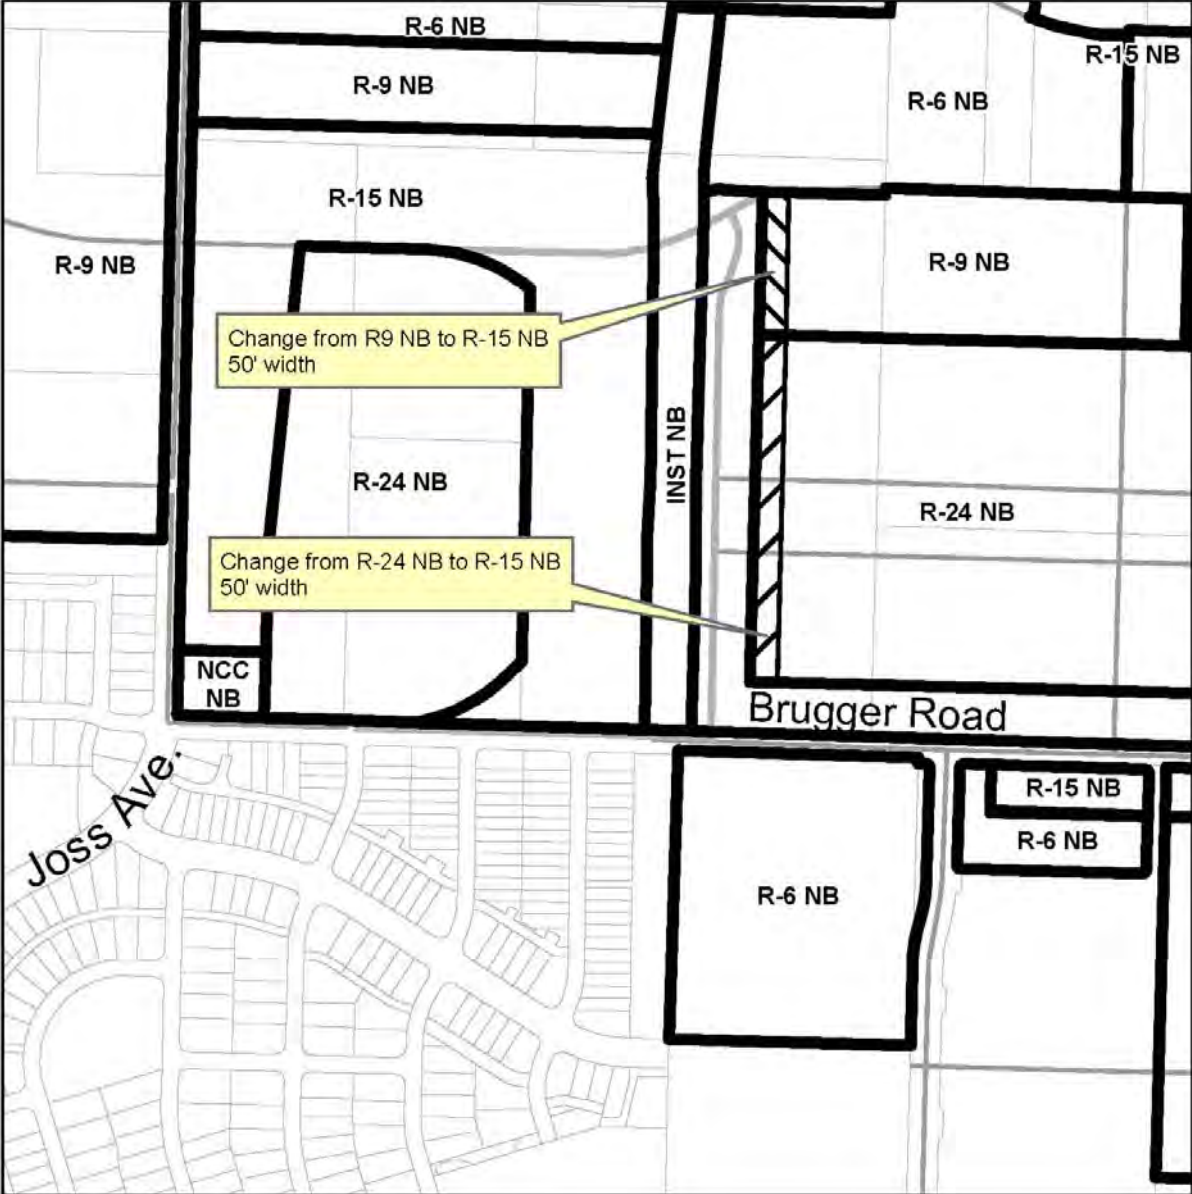 R-6 NB
R-9 NB
R-15 NB
R-6 NB
R-15 NB
R-9 NB
R-9 NB
Change from R9 NB to R-15 NB
50' width
INST NB
R-24 NB
R-24 NB
Change from R-24 NB to R-15 NB
50' width
NCC
NB
Brugger Road
Joss Ave.
R-15 NB
R-6 NB
R-6 NB